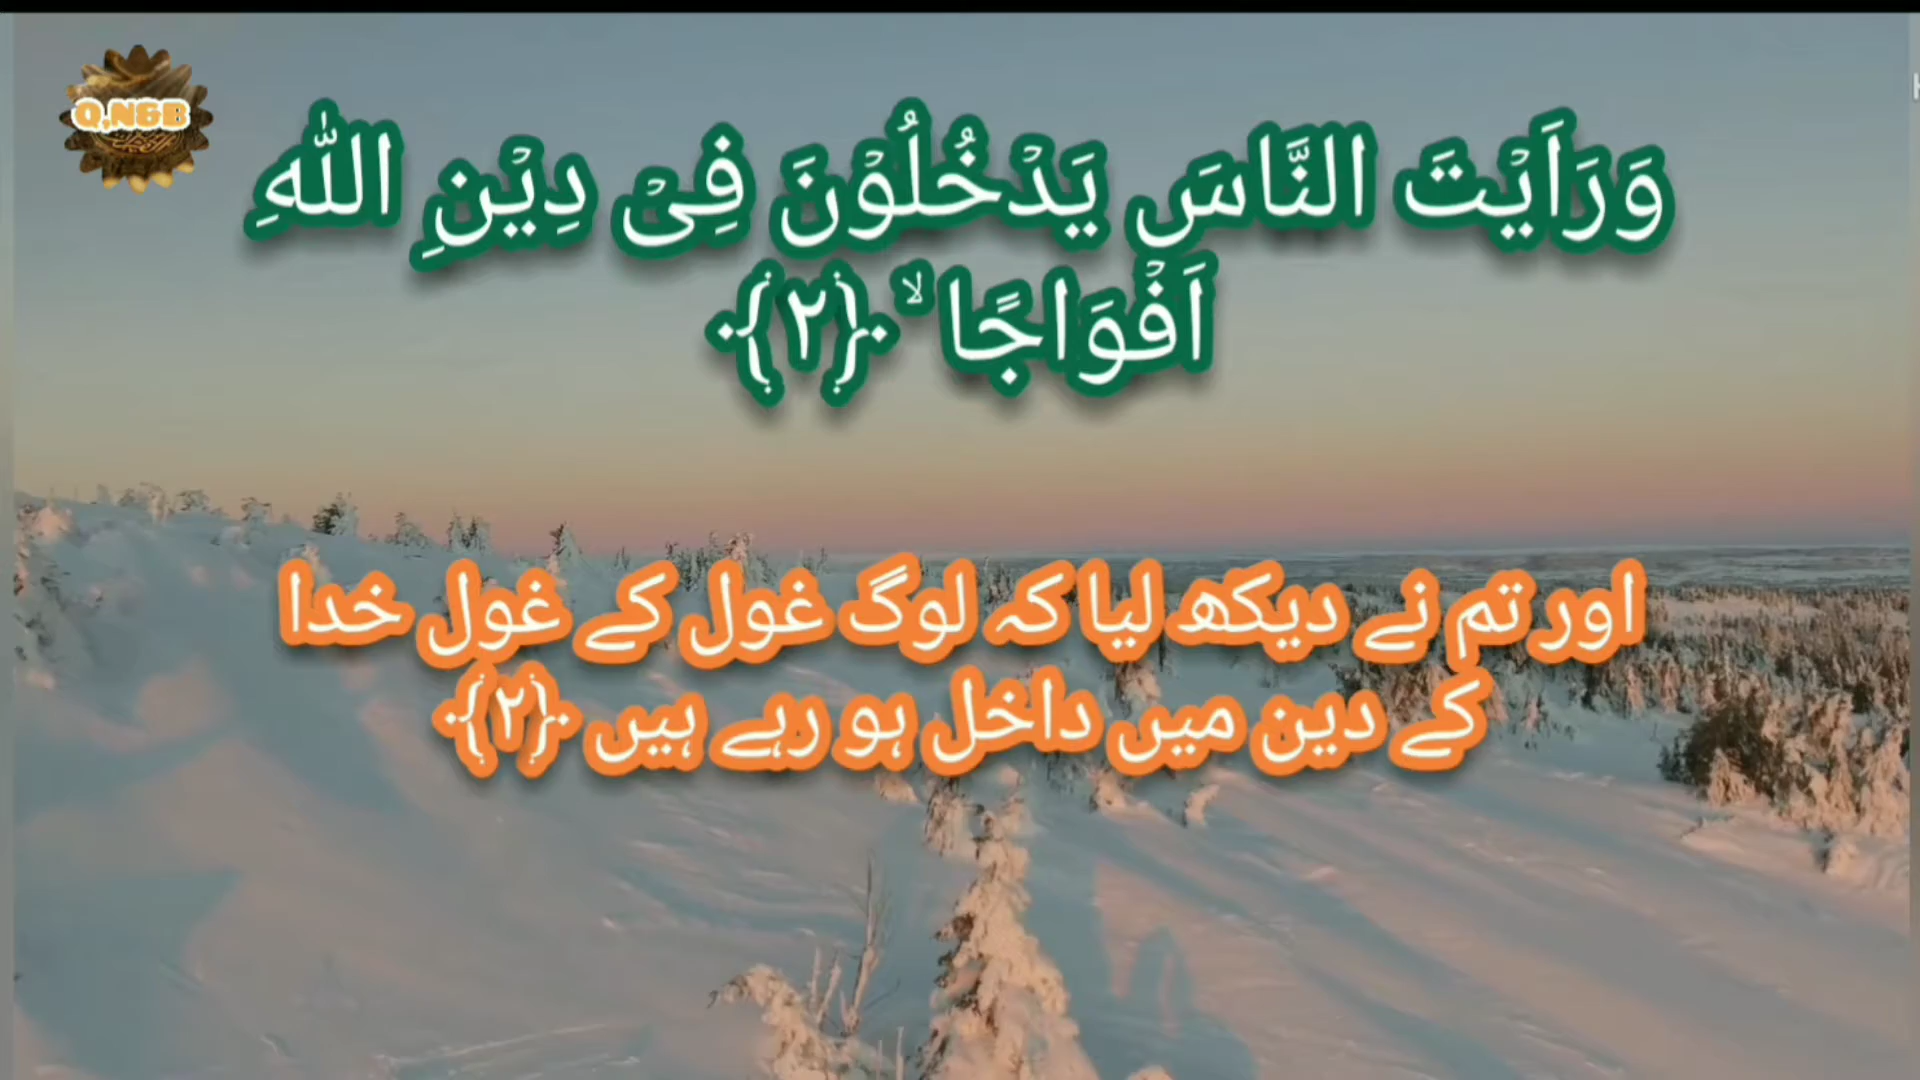 Q,N&B
وَرَاَيْتَ النَّاسَ يَدْخُلُوْنَ فِىْ دِيْنِ اللّٰهِ
اَفْوَاجًا ۙ ﴿۲﴾
اور تم نے دیکھ لیا کہ لوگ غول کے غول خدا
کے دین میں داخل ہو رہے ہیں ﴿۲﴾